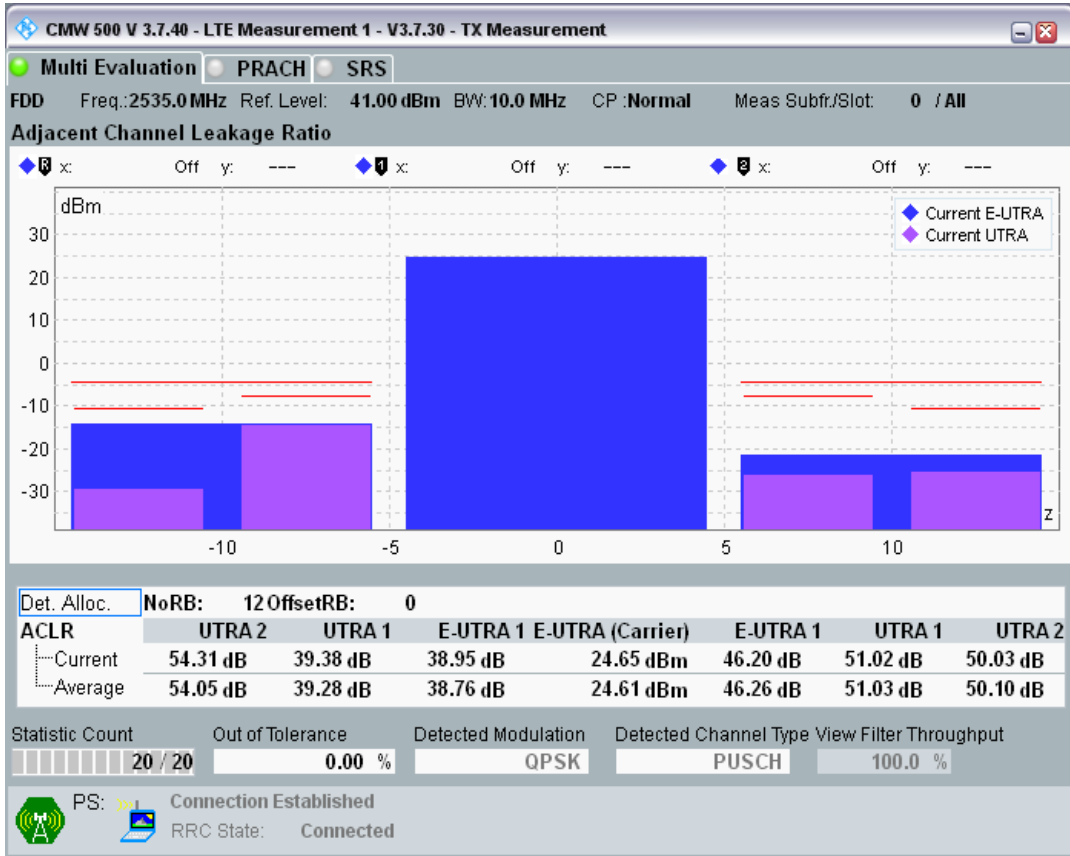 CMW 500 V 3.7.40 - LTE Measurement 1 - V3.7.30 - TX Measurement
Multi Evaluation PRACH SRS
FDD Freq.:2535.0 MHz Ref. Level: 41.00 dBm BW: 10.0 MHz CP :Normal Meas Subfr./Slot: 0 / All
Adjacent Channel Leakage Ratio
R x: Off y: --- 1 x: Off y: --- 2 x: Off y: ---
dBm
Current E-UTRA
Current UTRA
30
20
10
0
-10
-20
-30
z
-10 -5 0 5 10
Det. Alloc. NoRB: 12 OffsetRB: 0
ACLR UTRA 2 UTRA 1 E-UTRA 1 E-UTRA (Carrier) E-UTRA 1 UTRA 1 UTRA 2
Current 54.31 dB 39.38 dB 38.95 dB 24.65 dBm 46.20 dB 51.02 dB 50.03 dB
Average 54.05 dB 39.28 dB 38.76 dB 24.61 dBm 46.26 dB 51.03 dB 50.10 dB
Statistic Count Out of Tolerance Detected Modulation Detected Channel Type View Filter Throughput
20 / 20 0.00 % QPSK PUSCH 100.0 %
PS: Connection Established
RRC State: Connected